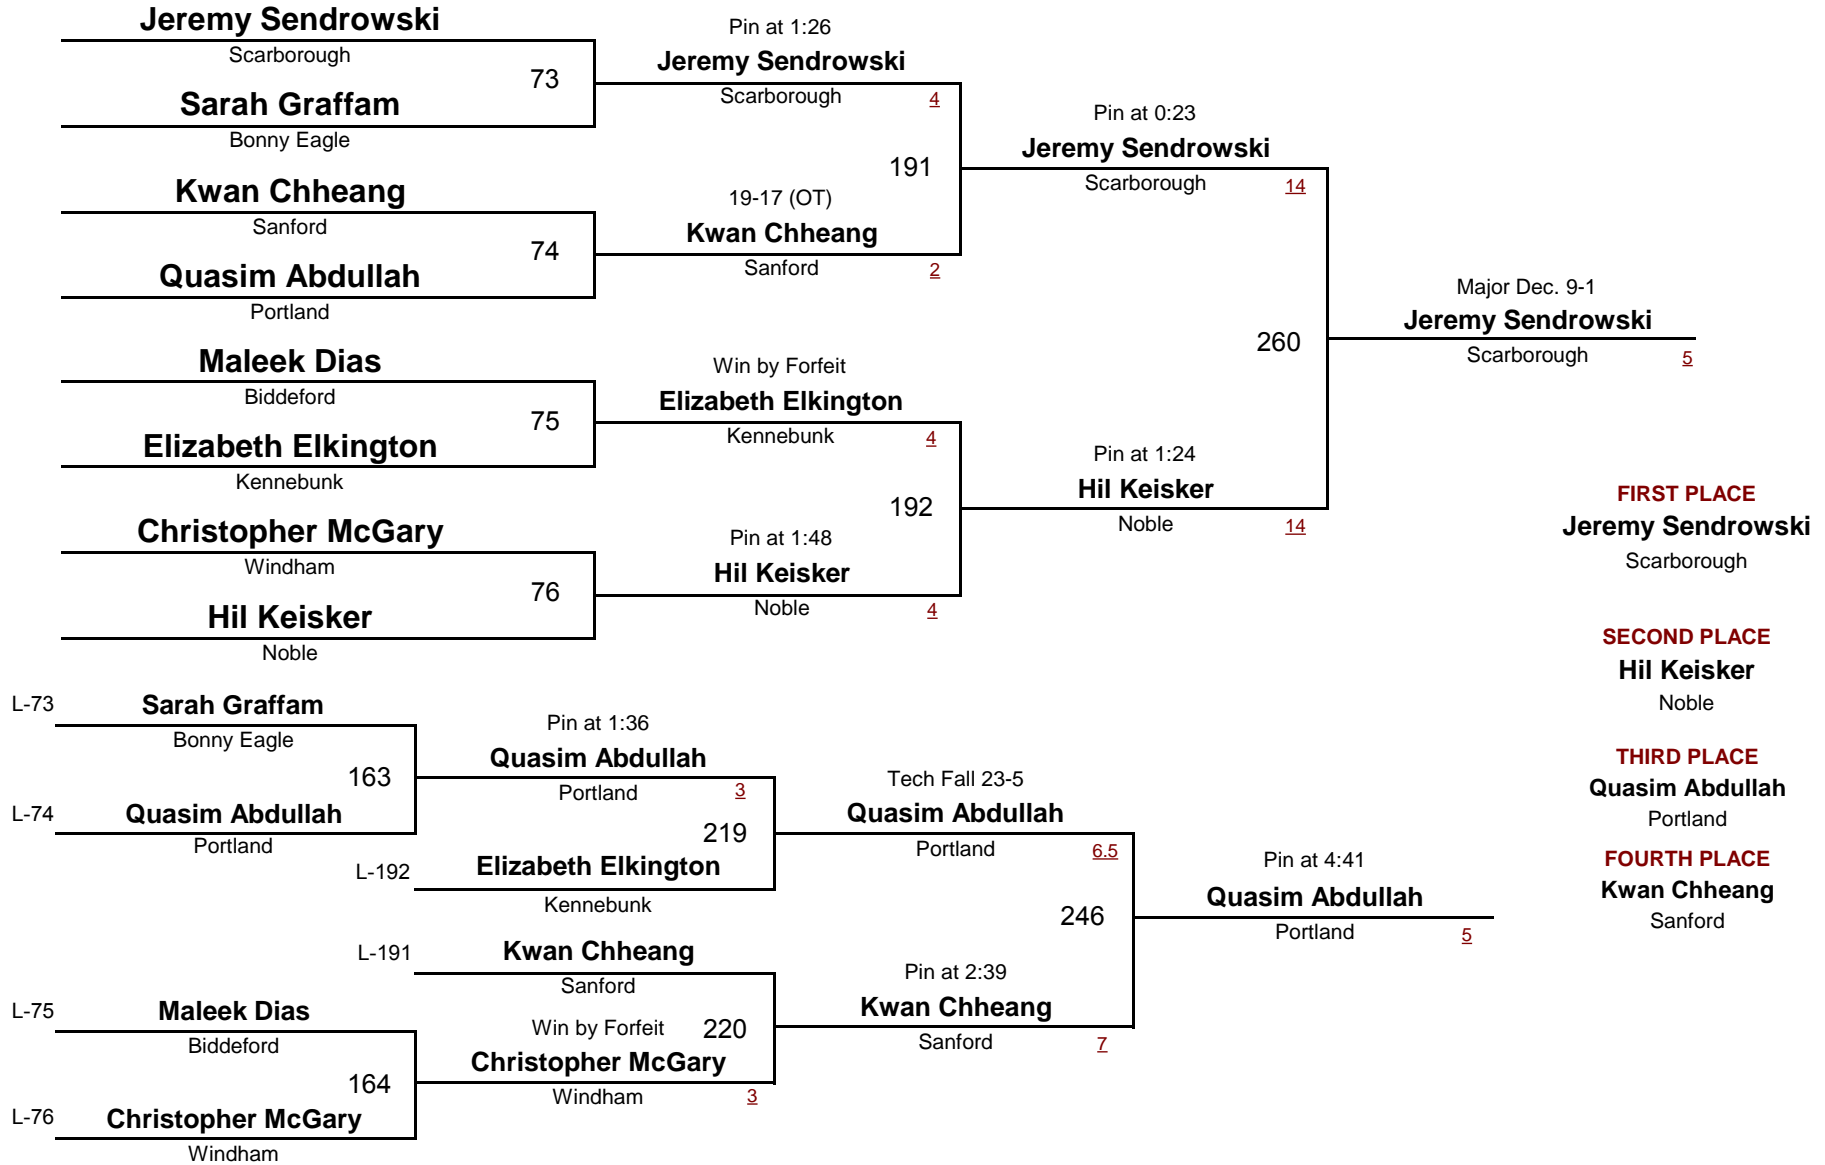 Jeremy Sendrowski
Scarborough
73
Sarah Graffam
Bonny Eagle
Kwan Chheang
Sanford
74
Quasim Abdullah
Portland
Maleek Dias
Biddeford
75
Elizabeth Elkington
Kennebunk
Christopher McGary
Windham
76
Hil Keisker
Noble
Pin at 1:26
Jeremy Sendrowski
Scarborough
4
191
19-17 (OT)
Kwan Chheang
Sanford
2
Win by Forfeit
Elizabeth Elkington
Kennebunk
4
192
Pin at 1:48
Hil Keisker
Noble
4
Pin at 0:23
Jeremy Sendrowski
Scarborough
14
260
Pin at 1:24
Hil Keisker
Noble
14
Major Dec. 9-1
Jeremy Sendrowski
Scarborough
5
FIRST PLACE
Jeremy Sendrowski
Scarborough
SECOND PLACE
Hil Keisker
Noble
THIRD PLACE
Quasim Abdullah
Portland
FOURTH PLACE
Kwan Chheang
Sanford
L-73
Sarah Graffam
Bonny Eagle
163
L-74
Quasim Abdullah
Portland
Pin at 1:36
Quasim Abdullah
Portland
3
219
L-192
Elizabeth Elkington
Kennebunk
L-191
Kwan Chheang
Sanford
220
L-75
Maleek Dias
Biddeford
164
L-76
Christopher McGary
Windham
Win by Forfeit
Christopher McGary
Windham
3
Tech Fall 23-5
Quasim Abdullah
Portland
6.5
246
Pin at 2:39
Kwan Chheang
Sanford
7
Pin at 4:41
Quasim Abdullah
Portland
5